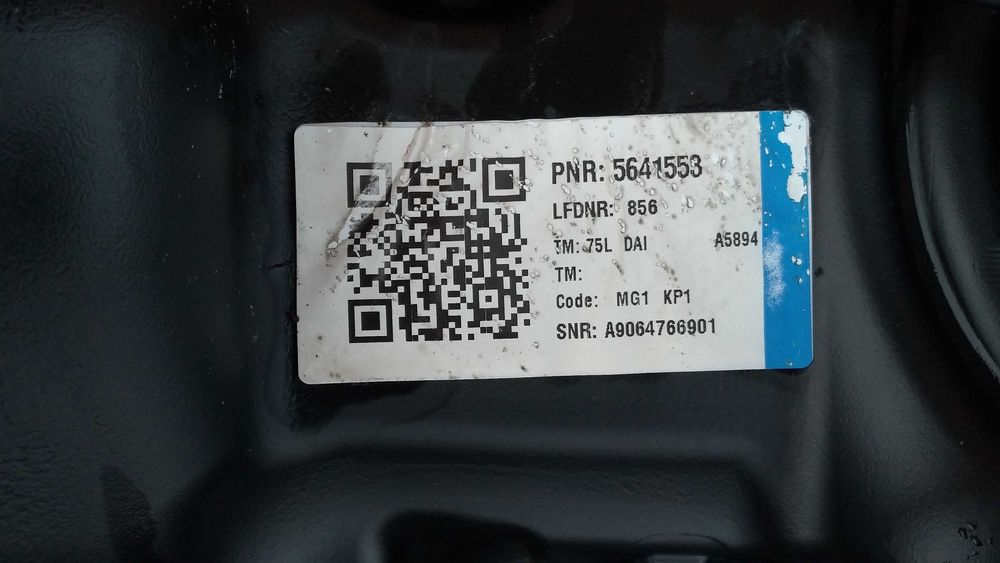 PNR: 5641553
LFDNR: 856
TM: 75L DAI A5894
TM:
Code: MG1 KP1
SNR: A9064766901